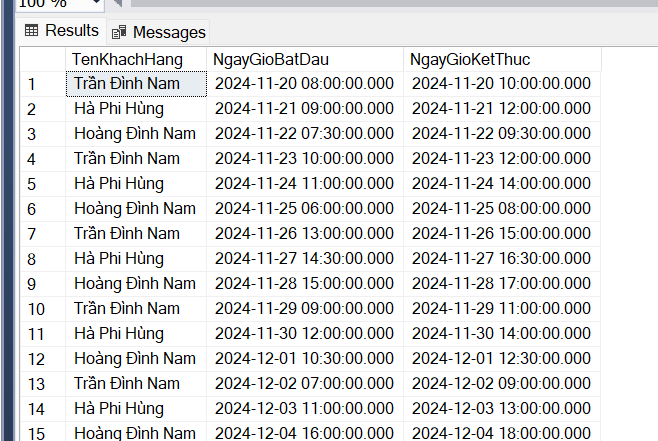 100 %
Results Messages
TenKhachHang NgayGioBatDau NgayGioKetThuc
1 Trần Đình Nam 2024-11-20 08:00:00.000 2024-11-20 10:00:00.000
2 Hà Phi Hùng 2024-11-21 09:00:00.000 2024-11-21 12:00:00.000
3 Hoàng Đình Nam 2024-11-22 07:30:00.000 2024-11-22 09:30:00.000
4 Trần Đình Nam 2024-11-23 10:00:00.000 2024-11-23 12:00:00.000
5 Hà Phi Hùng 2024-11-24 11:00:00.000 2024-11-24 14:00:00.000
6 Hoàng Đình Nam 2024-11-25 06:00:00.000 2024-11-25 08:00:00.000
7 Trần Đình Nam 2024-11-26 13:00:00.000 2024-11-26 15:00:00.000
8 Hà Phi Hùng 2024-11-27 14:30:00.000 2024-11-27 16:30:00.000
9 Hoàng Đình Nam 2024-11-28 15:00:00.000 2024-11-28 17:00:00.000
10 Trần Đình Nam 2024-11-29 09:00:00.000 2024-11-29 11:00:00.000
11 Hà Phi Hùng 2024-11-30 12:00:00.000 2024-11-30 14:00:00.000
12 Hoàng Đình Nam 2024-12-01 10:30:00.000 2024-12-01 12:30:00.000
13 Trần Đình Nam 2024-12-02 07:00:00.000 2024-12-02 09:00:00.000
14 Hà Phi Hùng 2024-12-03 11:00:00.000 2024-12-03 13:00:00.000
15 Hoàng Đình Nam 2024-12-04 16:00:00.000 2024-12-04 18:00:00.000